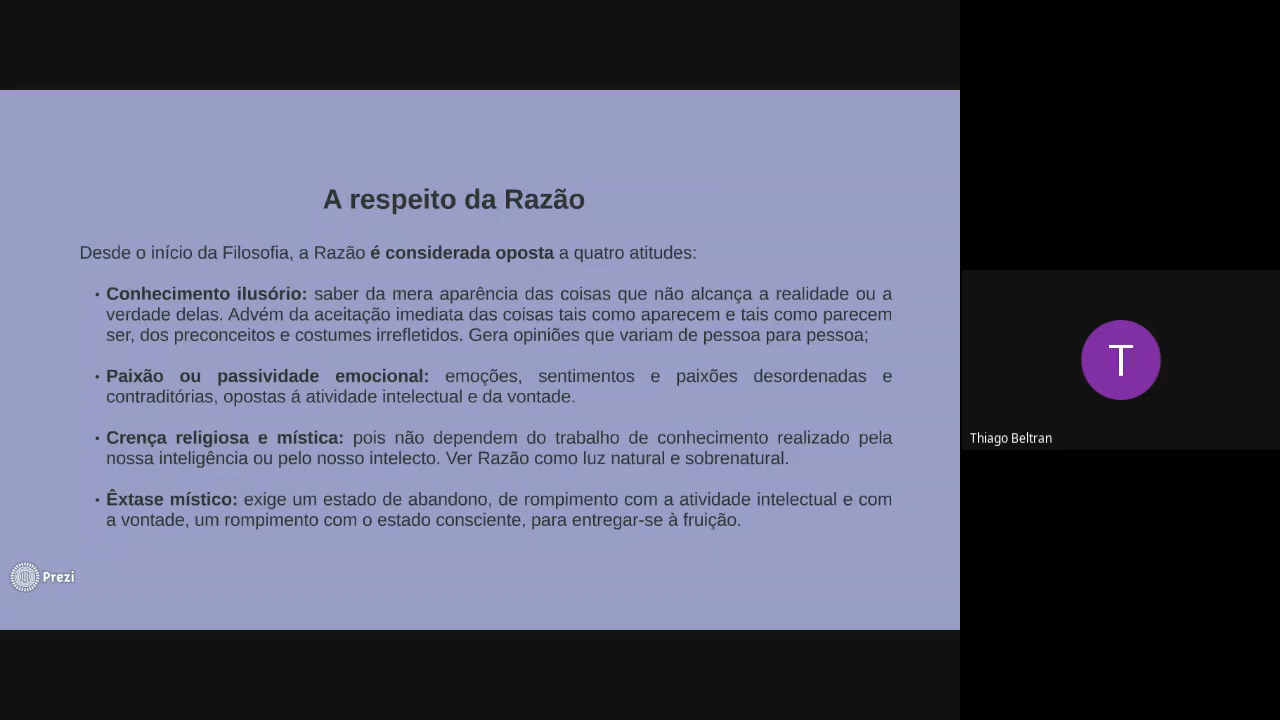 A respeito da Razão
Desde o início da Filosofia, a Razão é considerada oposta a quatro atitudes:
• Conhecimento ilusório: saber da mera aparência das coisas que não alcança a realidade ou a
verdade delas. Advém da aceitação imediata das coisas tais como aparecem e tais como parecem
ser, dos preconceitos e costumes irrefletidos. Gera opiniões que variam de pessoa para pessoa;
• Paixão ou passividade emocional: emoções, sentimentos e paixões desordenadas e
contraditórias, opostas á atividade intelectual e da vontade.
• Crença religiosa e mística: pois não dependem do trabalho de conhecimento realizado pela
nossa inteligência ou pelo nosso intelecto. Ver Razão como luz natural e sobrenatural.
• Êxtase místico: exige um estado de abandono, de rompimento com a atividade intelectual e com
a vontade, um rompimento com o estado consciente, para entregar-se à fruição.
Prezi
T
Thiago Beltran